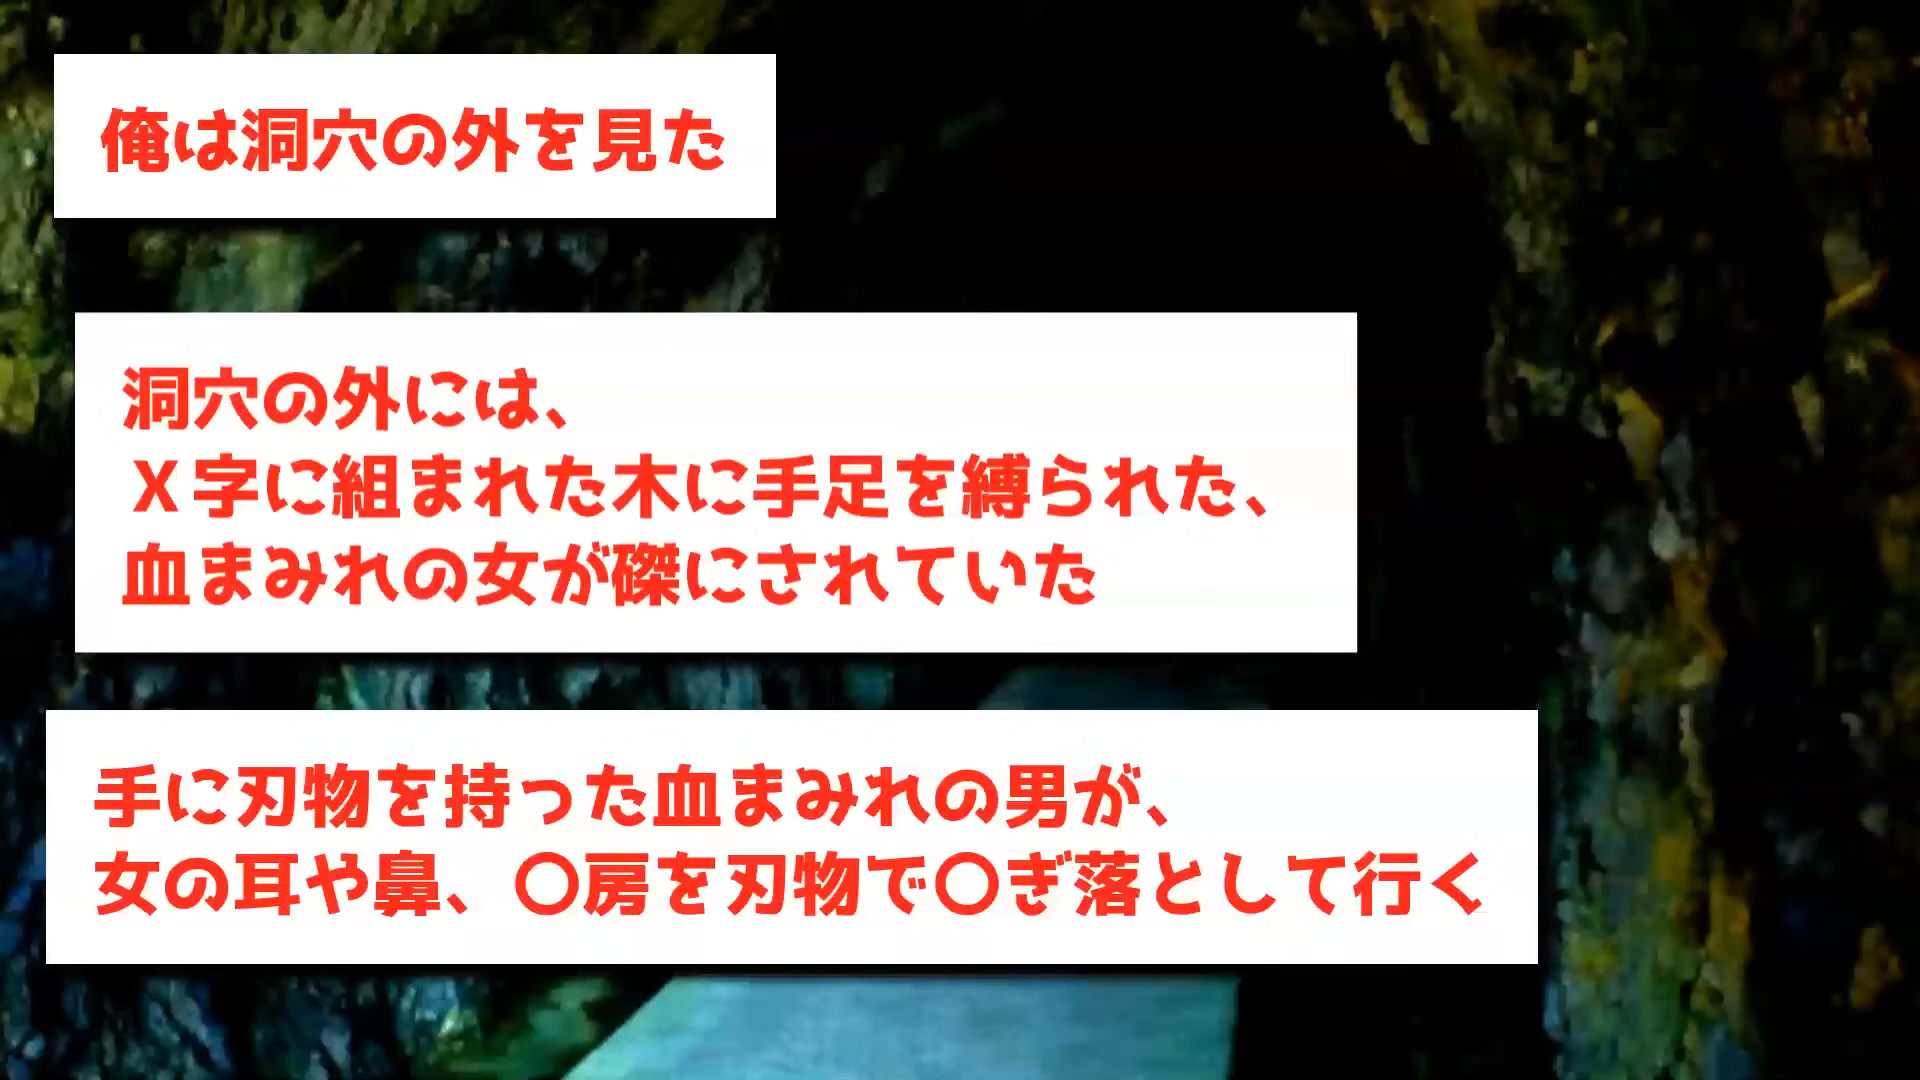 俺は洞穴の外を見た
洞穴の外には、
X字に組まれた木に手足を縛られた、
血まみれの女が磔にされていた
手に刃物を持った血まみれの男が、
女の耳や鼻、〇房を刃物で〇ぎ落として行く